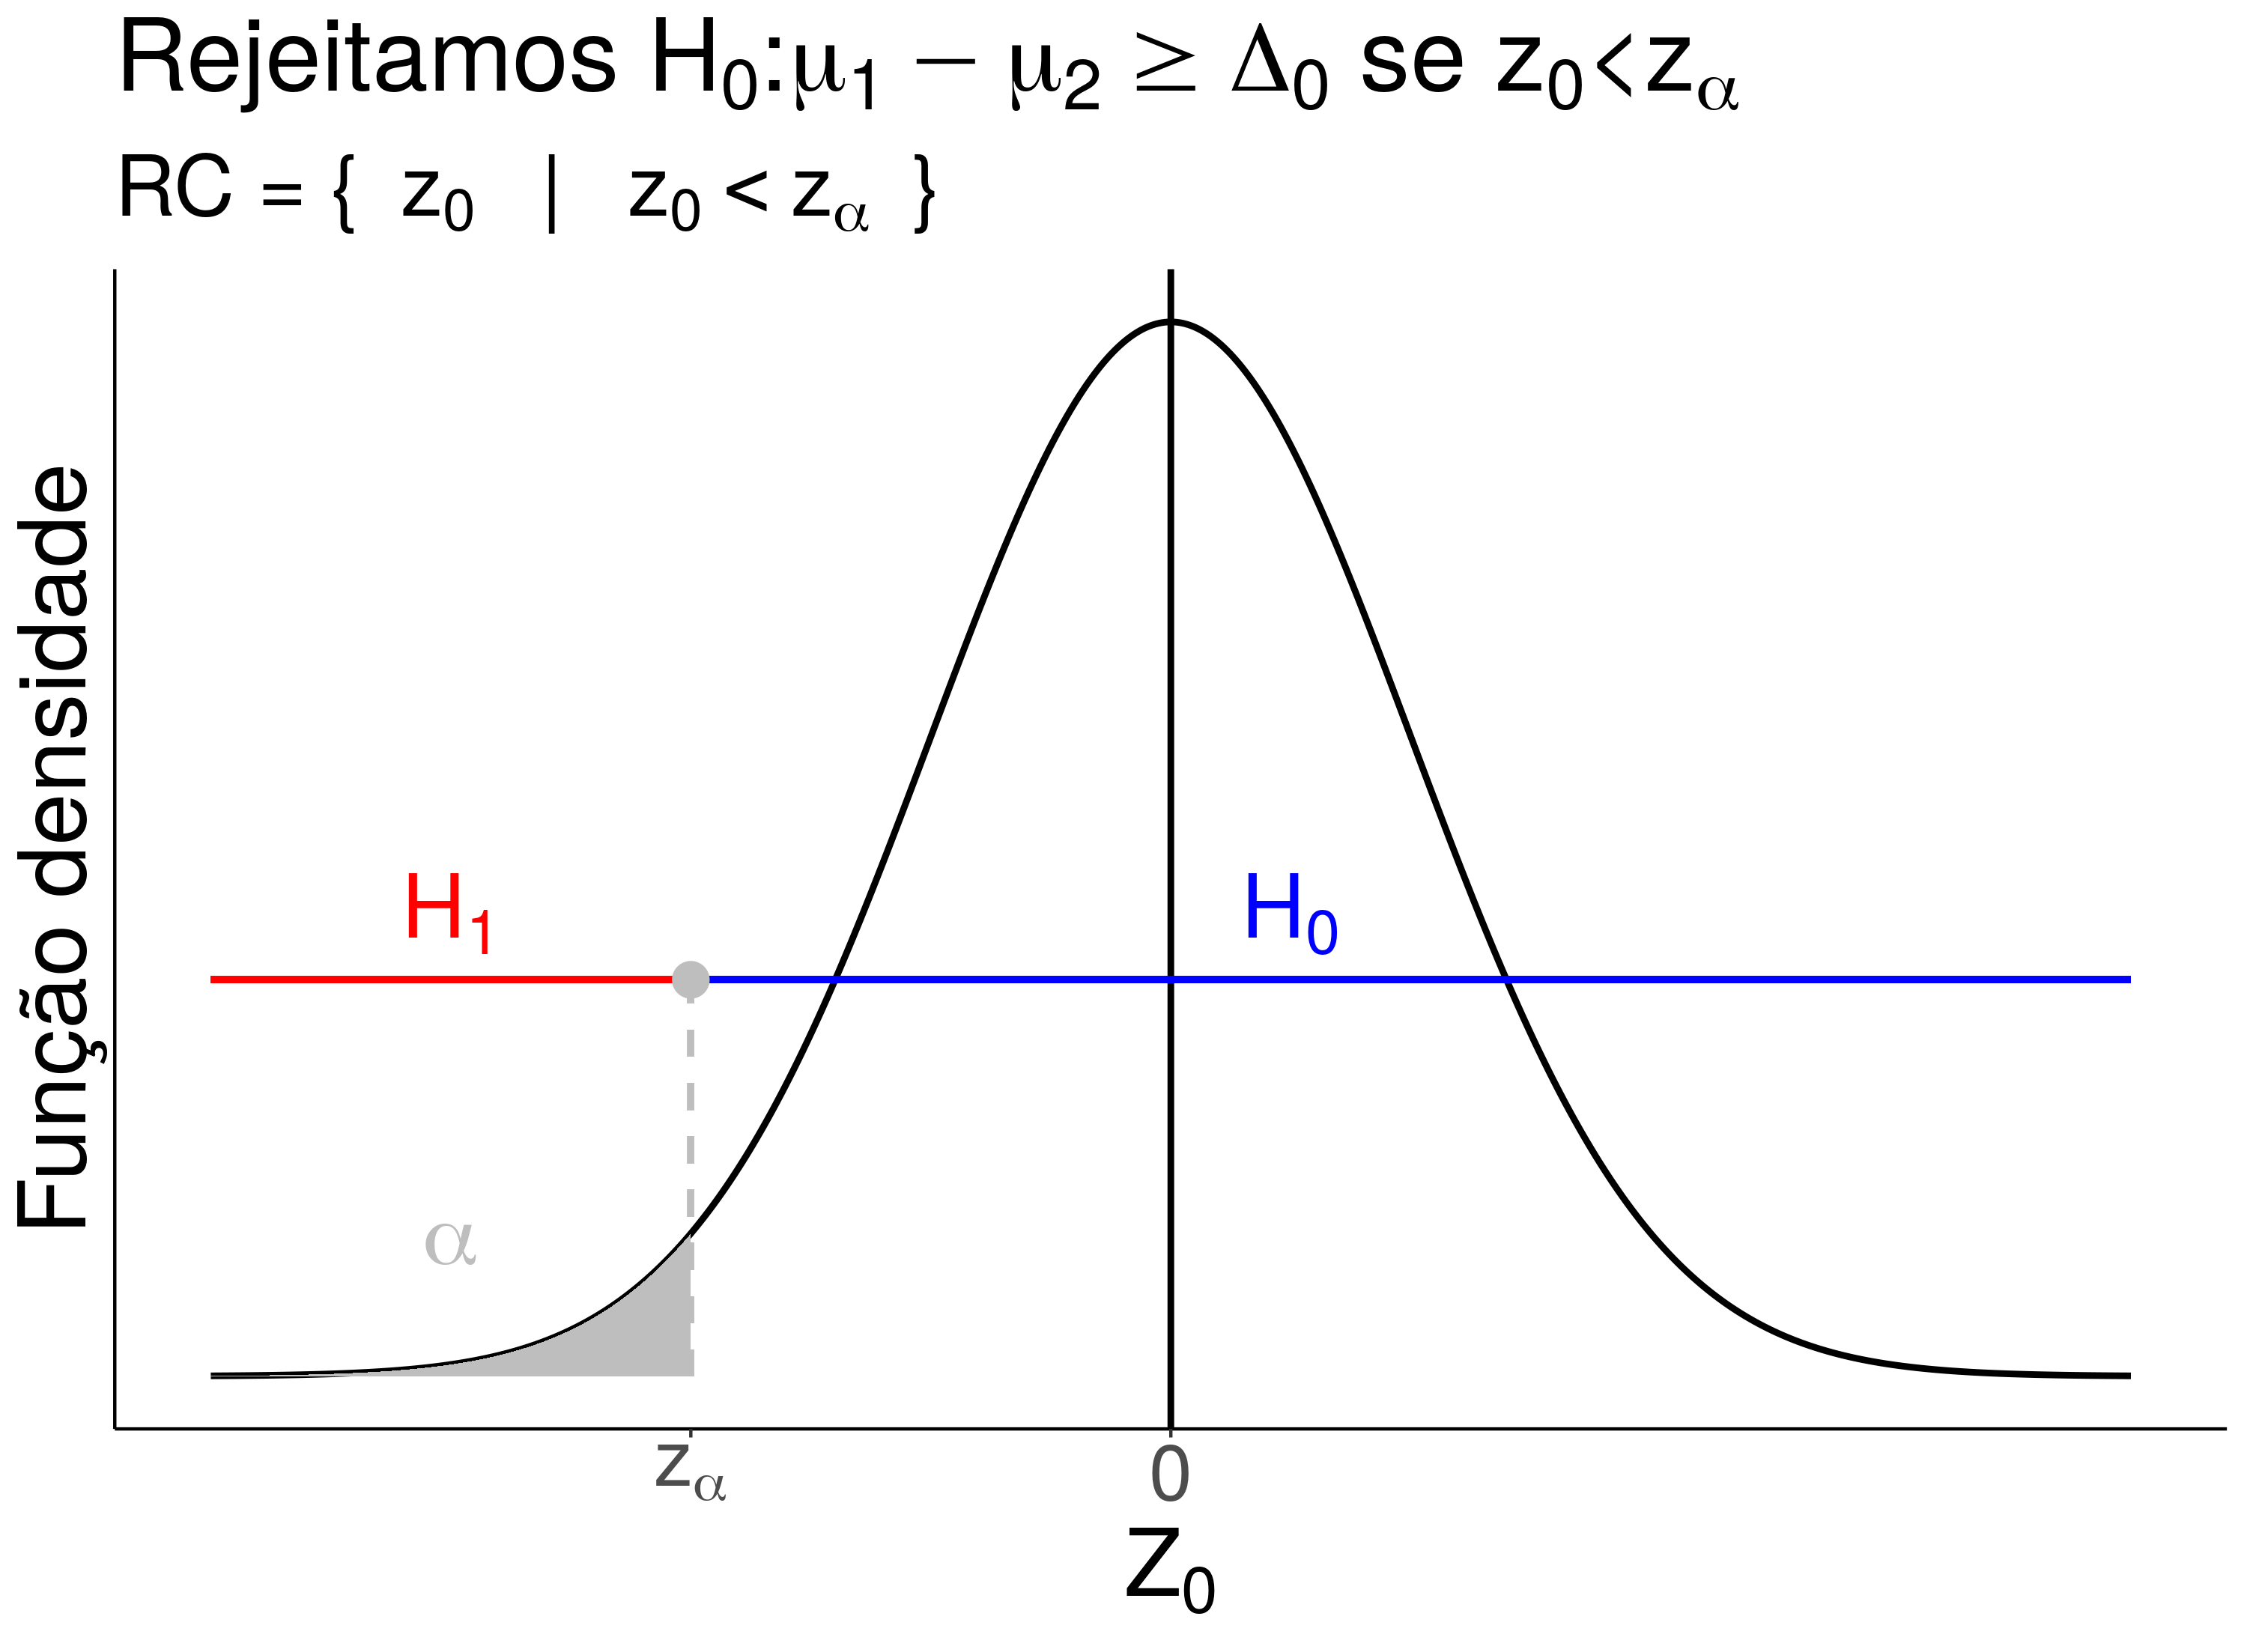 Rejeitamos H₀:μ₁ − μ₂ ≥ Δ₀ se z₀<zα
RC = { z₀ | z₀ < zα }
Função densidade
H₁
H₀
α
zα
0
Z₀